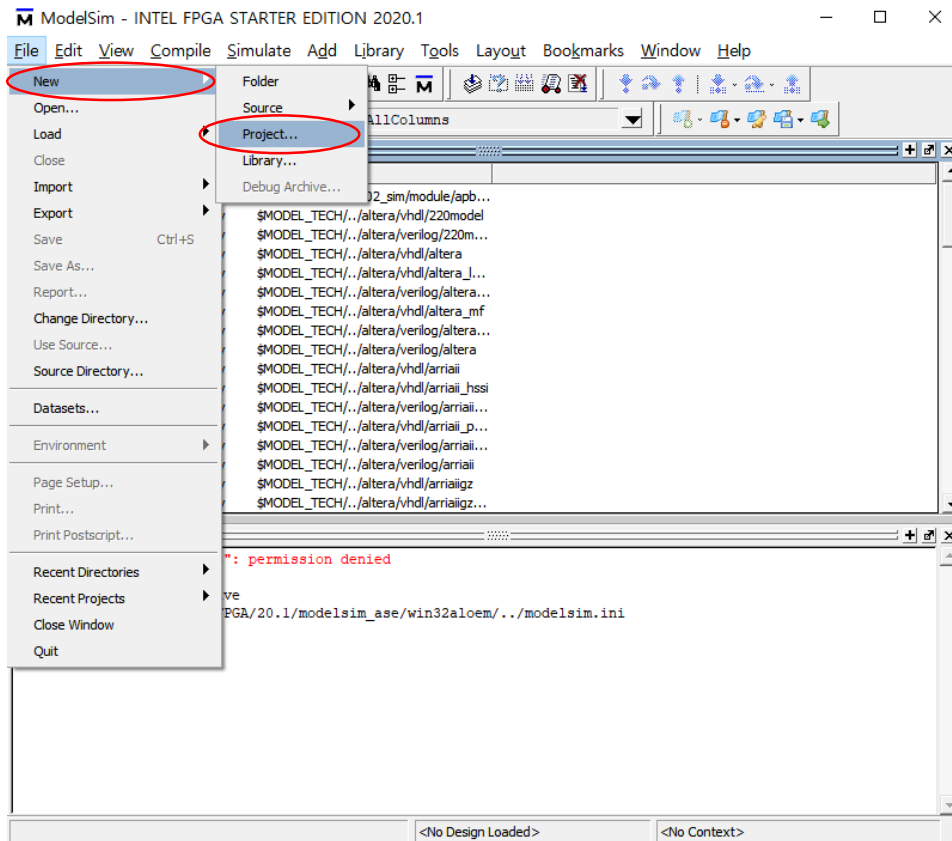 ModelSim - INTEL FPGA STARTER EDITION 2020.1
File Edit View Compile Simulate Add Library Tools Layout Bookmarks Window Help
New
Open...
Load
Close
Import
Export
Save Ctrl+S
Save As...
Report...
Change Directory...
Use Source...
Source Directory...
Datasets...
Environment
Page Setup...
Print...
Print Postscript...
Recent Directories
Recent Projects
Close Window
Quit
Folder
Source
Project...
Library...
Debug Archive...
AllColumns
02_sim/module/apb...
$MODEL_TECH/../altera/vhdl/220model
$MODEL_TECH/../altera/verilog/220m...
$MODEL_TECH/../altera/vhdl/altera
$MODEL_TECH/../altera/vhdl/altera_l...
$MODEL_TECH/../altera/verilog/altera...
$MODEL_TECH/../altera/vhdl/altera_mf
$MODEL_TECH/../altera/verilog/altera...
$MODEL_TECH/../altera/verilog/altera
$MODEL_TECH/../altera/vhdl/arriaii
$MODEL_TECH/../altera/vhdl/arriaii_hssi
$MODEL_TECH/../altera/verilog/arriaii...
$MODEL_TECH/../altera/vhdl/arriaii_p...
$MODEL_TECH/../altera/verilog/arriaii...
$MODEL_TECH/../altera/verilog/arriaii
$MODEL_TECH/../altera/vhdl/arriaiigz
$MODEL_TECH/../altera/vhdl/arriaiigz...
": permission denied
ve
PGA/20.1/modelsim_ase/win32aloem/../modelsim.ini
<No Design Loaded>
<No Context>